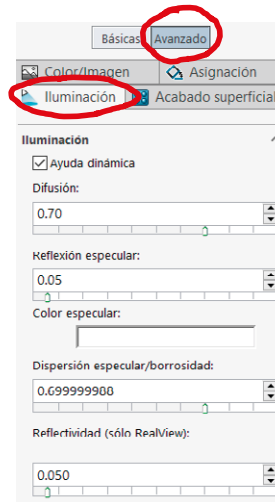 Básicas Avanzado
Color/Imagen Asignación
Iluminación Acabado superficial
Iluminación
Ayuda dinámica
Difusión:
0.70
Reflexión especular:
0.05
Color especular:
Dispersión especular/borrosidad:
0.699999988
Reflectividad (sólo RealView):
0.050